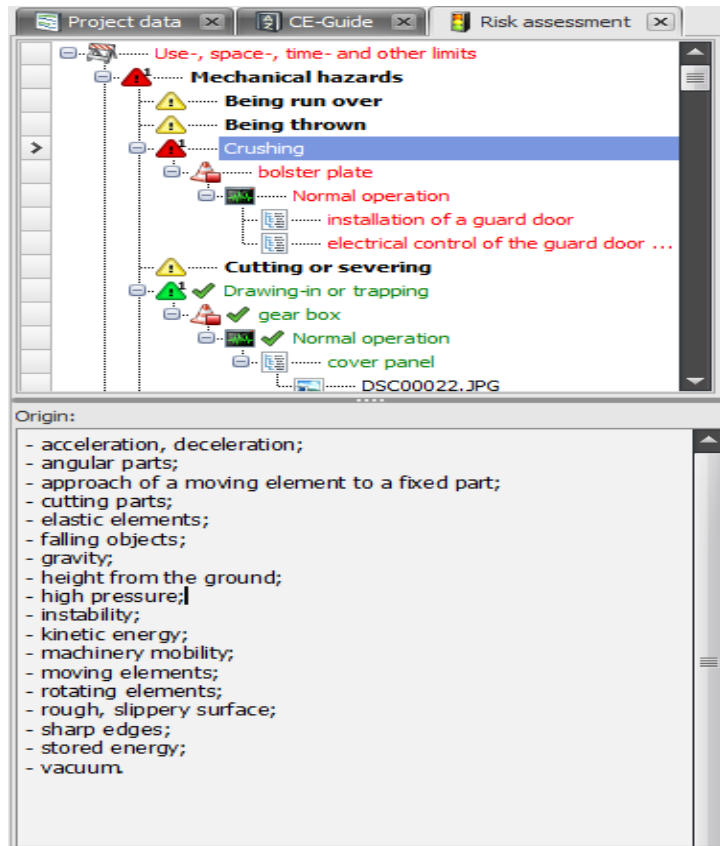 Project data
CE-Guide
Risk assessment
Use-, space-, time- and other limits
1 Mechanical hazards
Being run over
Being thrown
1 Crushing
bolster plate
Normal operation
installation of a guard door
electrical control of the guard door ...
Cutting or severing
1 Drawing-in or trapping
gear box
Normal operation
cover panel
DSC00022.JPG
Origin:
- acceleration, deceleration;
- angular parts;
- approach of a moving element to a fixed part;
- cutting parts;
- elastic elements;
- falling objects;
- gravity;
- height from the ground;
- high pressure;
- instability;
- kinetic energy;
- machinery mobility;
- moving elements;
- rotating elements;
- rough, slippery surface;
- sharp edges;
- stored energy;
- vacuum.